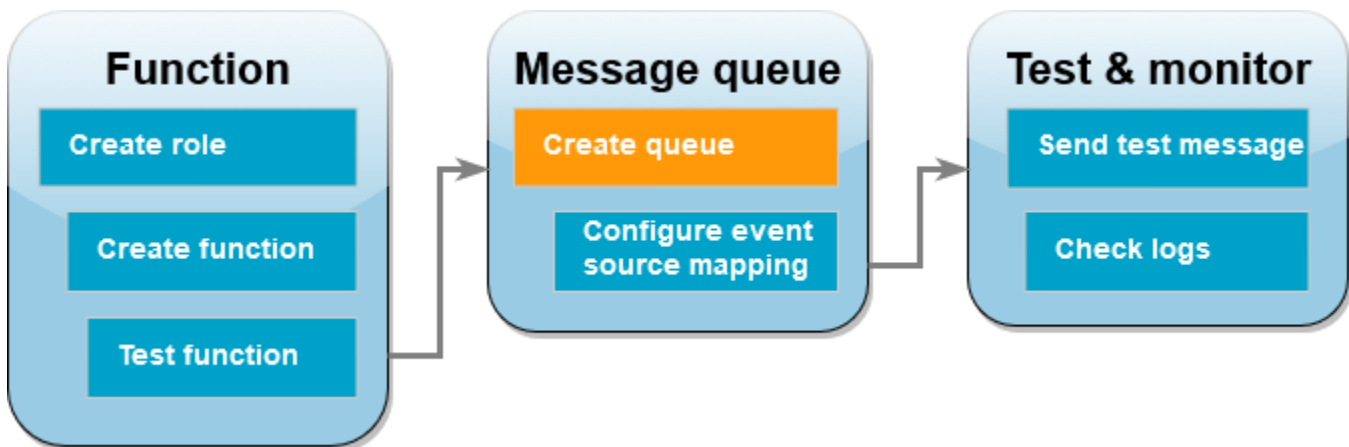 Function
Create role
Create function
Test function
Message queue
Create queue
Configure event
source mapping
Test & monitor
Send test message
Check logs